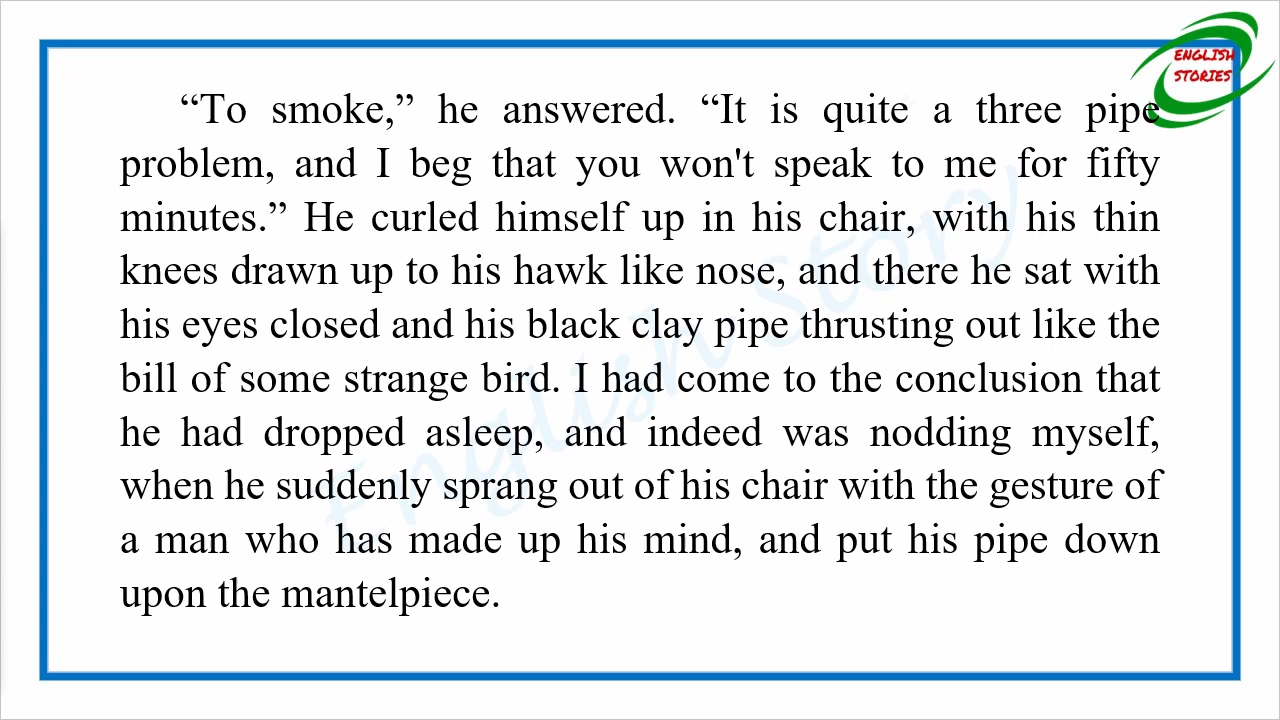 ENGLISH
STORIES
“To smoke,” he answered. “It is quite a three pipe
problem, and I beg that you won't speak to me for fifty
minutes.” He curled himself up in his chair, with his thin
knees drawn up to his hawk like nose, and there he sat with
his eyes closed and his black clay pipe thrusting out like the
bill of some strange bird. I had come to the conclusion that
he had dropped asleep, and indeed was nodding myself,
when he suddenly sprang out of his chair with the gesture of
a man who has made up his mind, and put his pipe down
upon the mantelpiece.
English Story